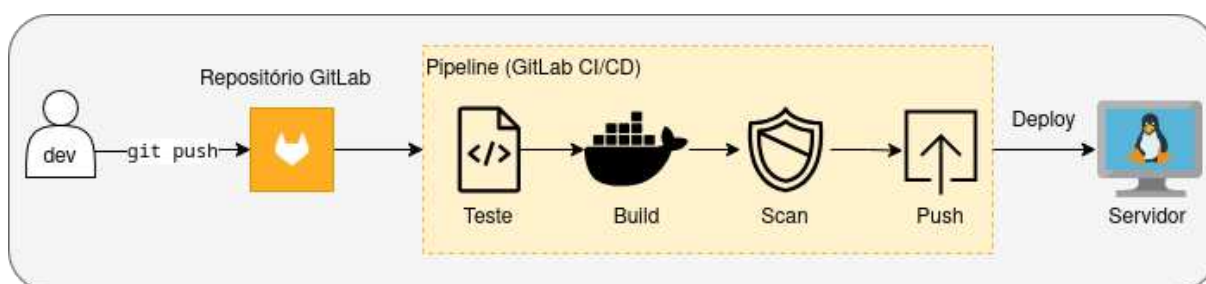 Repositório GitLab
Pipeline (GitLab CI/CD)
Deploy
dev
git push
</>
Teste
Build
Scan
Push
Servidor